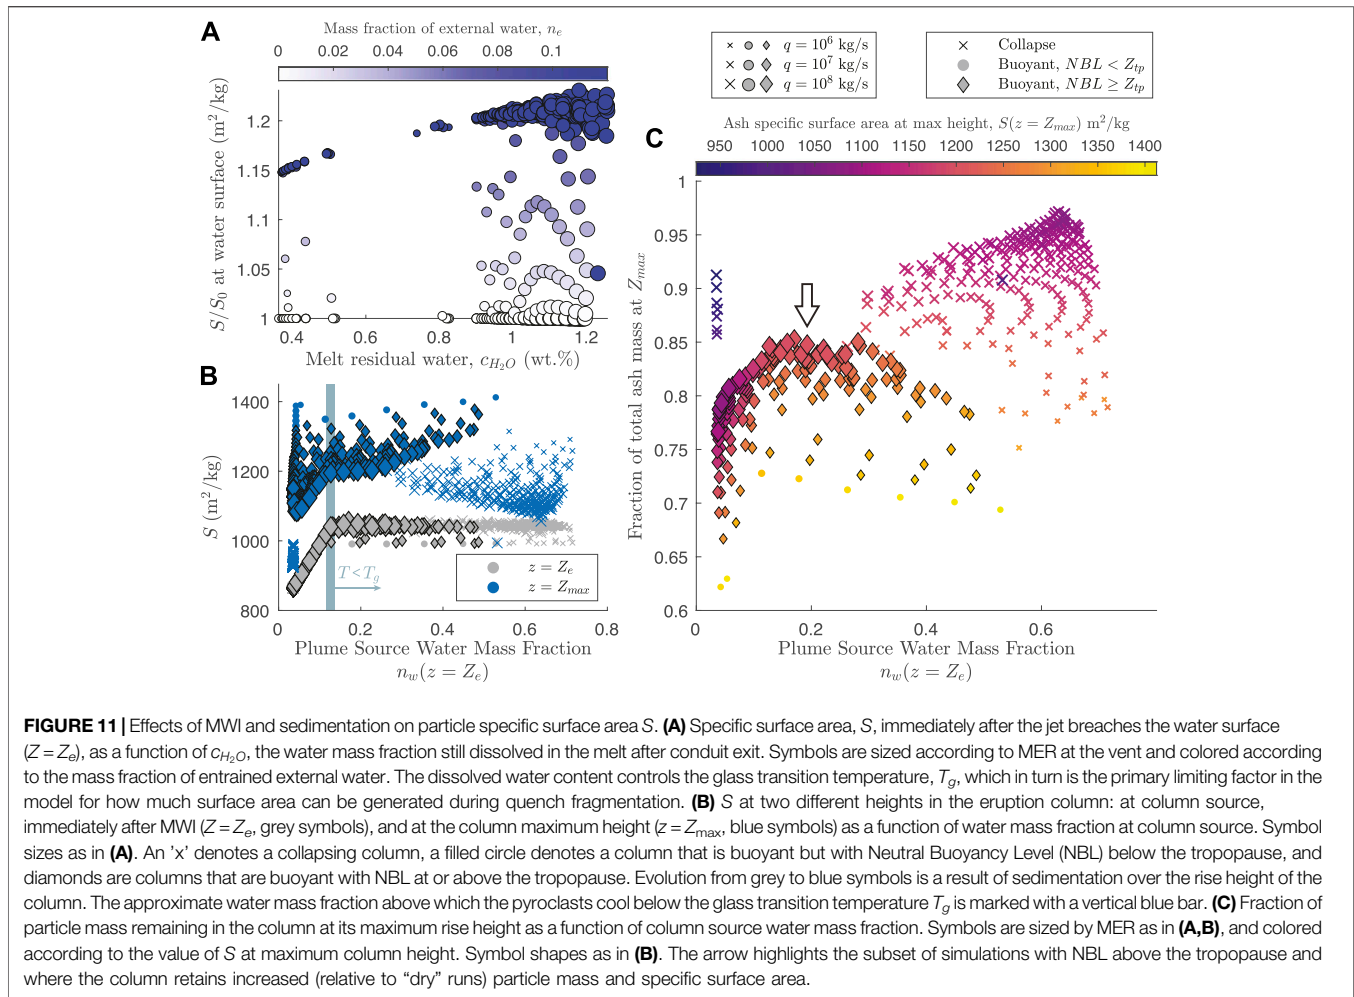 A
Mass fraction of external water, n_e
0 0.02 0.04 0.06 0.08 0.1
S/S_0 at water surface (m²/kg)
1.2
1.15
1.1
1.05
1
0.4 0.6 0.8 1 1.2
Melt residual water, c_{H_2O} (wt.%)
q = 10⁶ kg/s
q = 10⁷ kg/s
q = 10⁸ kg/s
Collapse
Buoyant, NBL < Z_{tp}
Buoyant, NBL ≥ Z_{tp}
B
S (m²/kg)
1400
1200
1000
800
T < T_g
z = Z_e
z = Z_{max}
0 0.2 0.4 0.6 0.8
Plume Source Water Mass Fraction
n_w(z = Z_e)
C
Ash specific surface area at max height, S(z = Z_{max}) m²/kg
950 1000 1050 1100 1150 1200 1250 1300 1350 1400
Fraction of total ash mass at Z_{max}
1
0.95
0.9
0.85
0.8
0.75
0.7
0.65
0.6
0 0.2 0.4 0.6
Plume Source Water Mass Fraction
n_w(z = Z_e)
FIGURE 11 | Effects of MWI and sedimentation on particle specific surface area S. (A) Specific surface area, S, immediately after the jet breaches the water surface
(Z = Z_e), as a function of c_{H_2O}, the water mass fraction still dissolved in the melt after conduit exit. Symbols are sized according to MER at the vent and colored according
to the mass fraction of entrained external water. The dissolved water content controls the glass transition temperature, T_g, which in turn is the primary limiting factor in the
model for how much surface area can be generated during quench fragmentation. (B) S at two different heights in the eruption column: at column source,
immediately after MWI (Z = Z_e, grey symbols), and at the column maximum height (z = Z_{max}, blue symbols) as a function of water mass fraction at column source. Symbol
sizes as in (A). An 'x' denotes a collapsing column, a filled circle denotes a column that is buoyant but with Neutral Buoyancy Level (NBL) below the tropopause, and
diamonds are columns that are buoyant with NBL at or above the tropopause. Evolution from grey to blue symbols is a result of sedimentation over the rise height of the
column. The approximate water mass fraction above which the pyroclasts cool below the glass transition temperature T_g is marked with a vertical blue bar. (C) Fraction of
particle mass remaining in the column at its maximum rise height as a function of column source water mass fraction. Symbols are sized by MER as in (A,B), and colored
according to the value of S at maximum column height. Symbol shapes as in (B). The arrow highlights the subset of simulations with NBL above the tropopause and
where the column retains increased (relative to “dry” runs) particle mass and specific surface area.